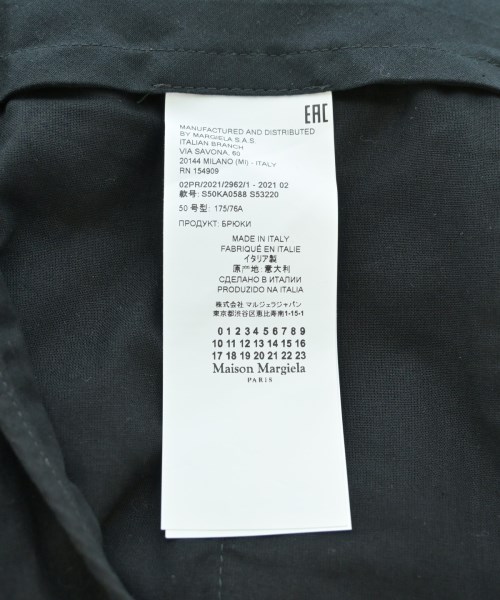 EAC
MANUFACTURED AND DISTRIBUTED
BY MARGIELA S.A.S.
ITALIAN BRANCH
VIA SAVONA, 60
20144 MILANO (MI) - ITALY
RN 154909
02PR/2021/2962/1 - 2021 02
款号: S50KA0588 S53220
50 号型: 175/76A
ПРОДУКТ: БРЮКИ
MADE IN ITALY
FABRIQUÉ EN ITALIE
イタリア製
原产地: 意大利
СДЕЛАНО В ИТАЛИИ
PRODUZIDO NA ITALIA
株式会社 マルジェラジャパン
東京都渋谷区恵比寿南1-15-1
0 1 2 3 4 5 6 7 8 9
10 11 12 13 14 15 16
17 18 19 20 21 22 23
Maison Margiela
PARIS